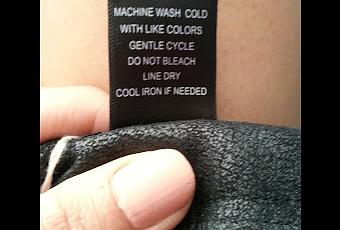 MACHINE WASH COLD
WITH LIKE COLORS
GENTLE CYCLE
DO NOT BLEACH
LINE DRY
COOL IRON IF NEEDED